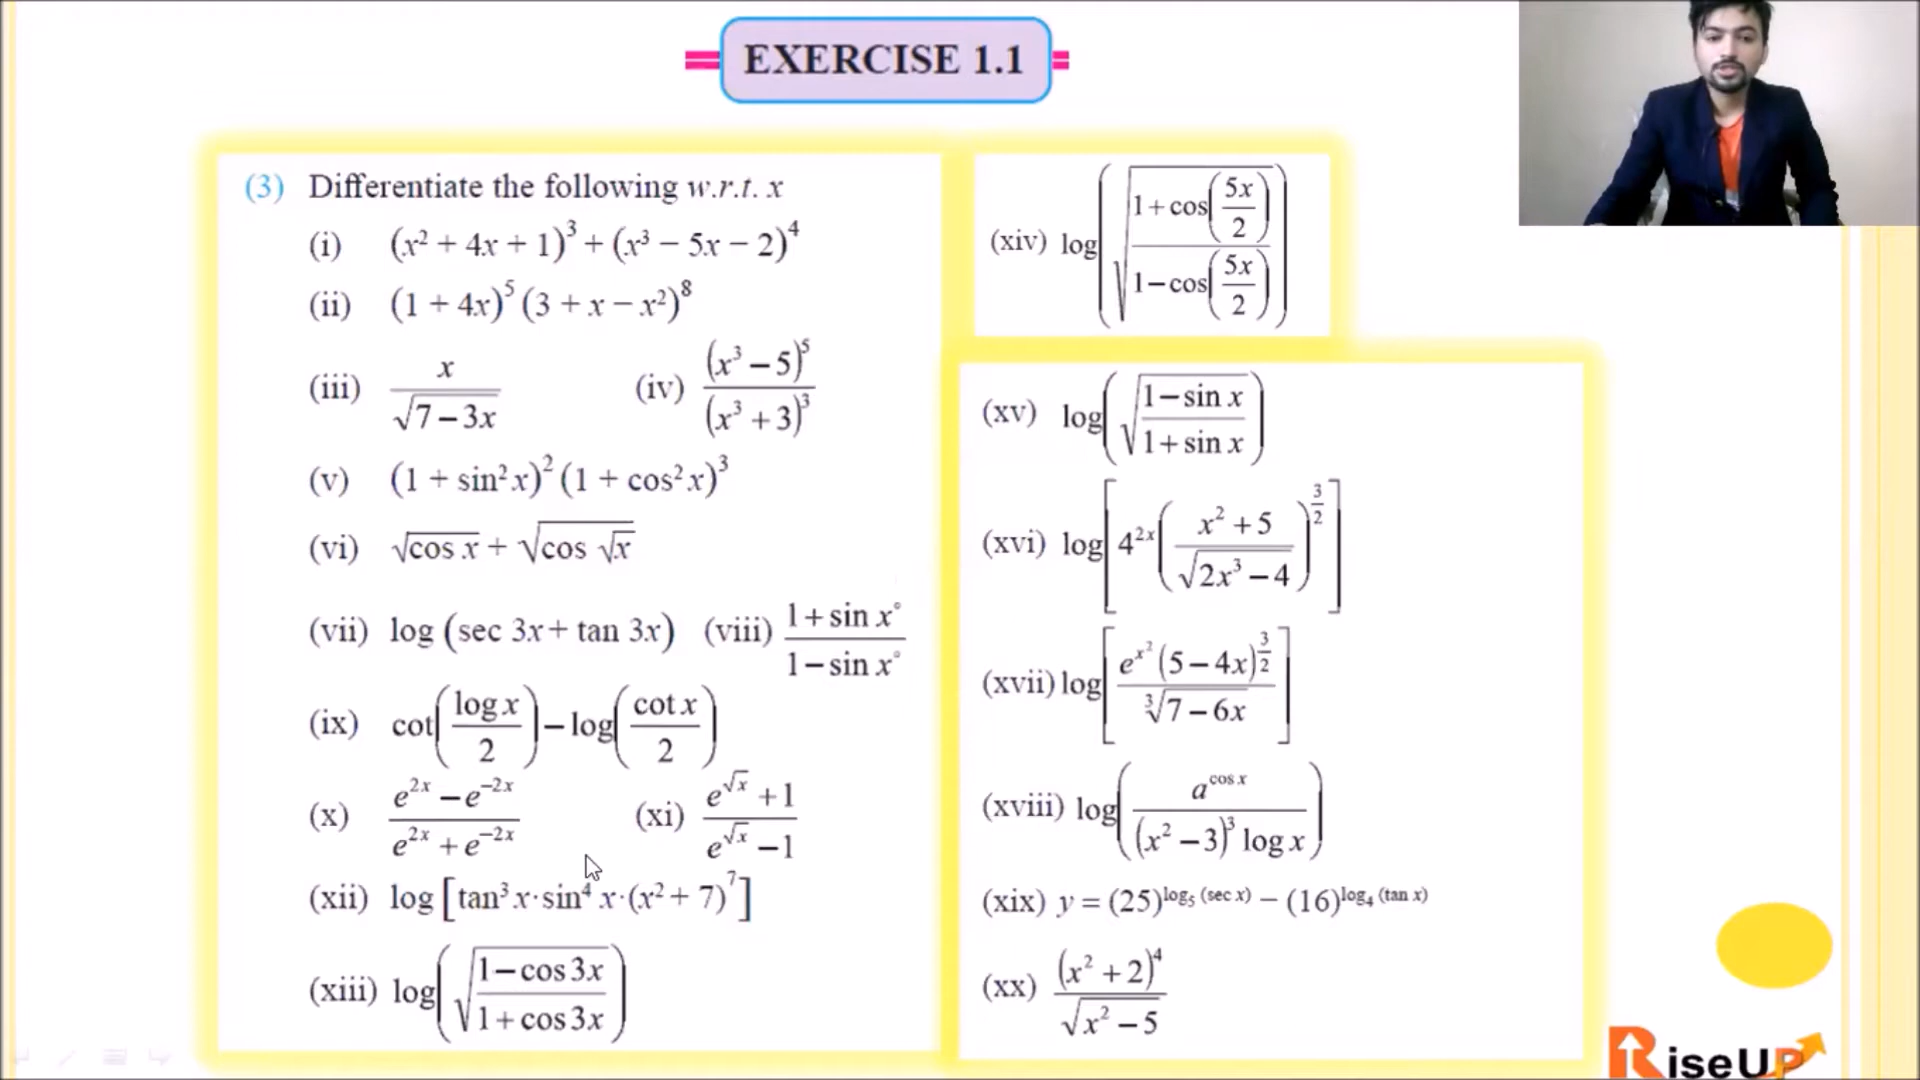 EXERCISE 1.1
(3) Differentiate the following w.r.t. x
(i) (x² + 4x + 1)³ + (x³ − 5x − 2)⁴
(ii) (1 + 4x)⁵ (3 + x − x²)⁸
(iii) x / √(7 − 3x) (iv) (x³ − 5)⁵ / (x³ + 3)³
(v) (1 + sin²x)² (1 + cos²x)³
(vi) √(cos x) + √(cos √x)
(vii) log (sec 3x + tan 3x) (viii) (1 + sin x°) / (1 − sin x°)
(ix) cot(log x / 2) − log(cot x / 2)
(x) (e²ˣ − e⁻²ˣ) / (e²ˣ + e⁻²ˣ) (xi) (e^√x + 1) / (e^√x − 1)
(xii) log [tan³x·sin⁴x·(x² + 7)⁷]
(xiii) log(√((1 − cos 3x) / (1 + cos 3x)))
(xiv) log(√((1 + cos(5x/2)) / (1 − cos(5x/2))))
(xv) log(√((1 − sin x) / (1 + sin x)))
(xvi) log[4²ˣ((x² + 5) / √(2x³ − 4))^(3/2)]
(xvii) log[e^(x²) (5 − 4x)^(3/2) / ∛(7 − 6x)]
(xviii) log(a^(cos x) / ((x² − 3)³ log x))
(xix) y = (25)^(log₅ (sec x)) − (16)^(log₄ (tan x))
(xx) (x² + 2)⁴ / √(x² − 5)
RiseUP